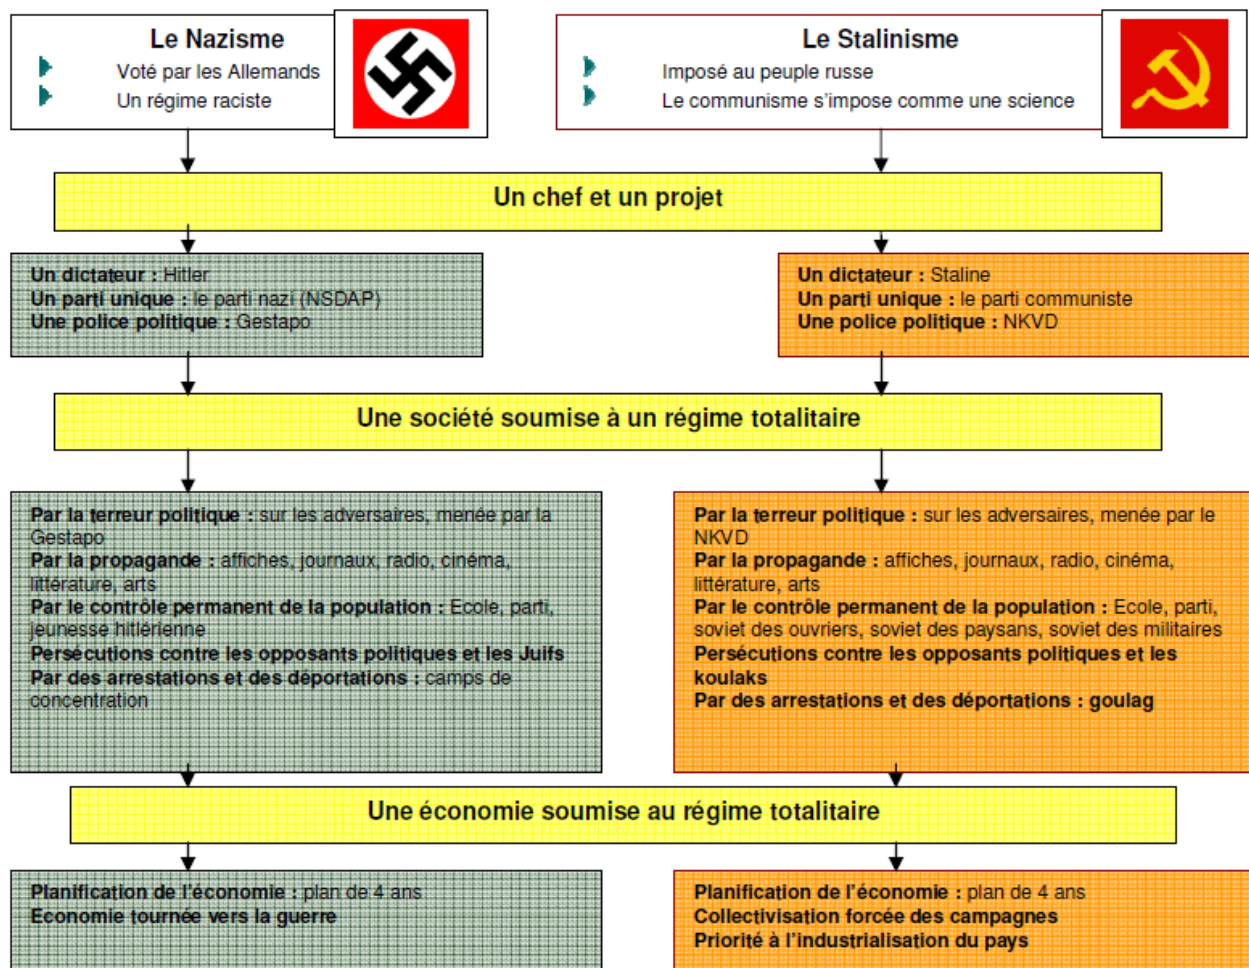 Le Nazisme
Voté par les Allemands
Un régime raciste
Le Stalinisme
Imposé au peuple russe
Le communisme s'impose comme une science
Un chef et un projet
Un dictateur : Hitler
Un parti unique : le parti nazi (NSDAP)
Une police politique : Gestapo
Un dictateur : Staline
Un parti unique : le parti communiste
Une police politique : NKVD
Une société soumise à un régime totalitaire
Par la terreur politique : sur les adversaires, menée par la
Gestapo
Par la propagande : affiches, journaux, radio, cinéma,
littérature, arts
Par le contrôle permanent de la population : Ecole, parti,
jeunesse hitlérienne
Persécutions contre les opposants politiques et les Juifs
Par des arrestations et des déportations : camps de
concentration
Par la terreur politique : sur les adversaires, menée par le
NKVD
Par la propagande : affiches, journaux, radio, cinéma,
littérature, arts
Par le contrôle permanent de la population : Ecole, parti,
soviet des ouvriers, soviet des paysans, soviet des militaires
Persécutions contre les opposants politiques et les
koulaks
Par des arrestations et des déportations : goulag
Une économie soumise au régime totalitaire
Planification de l'économie : plan de 4 ans
Economie tournée vers la guerre
Planification de l'économie : plan de 4 ans
Collectivisation forcée des campagnes
Priorité à l'industrialisation du pays